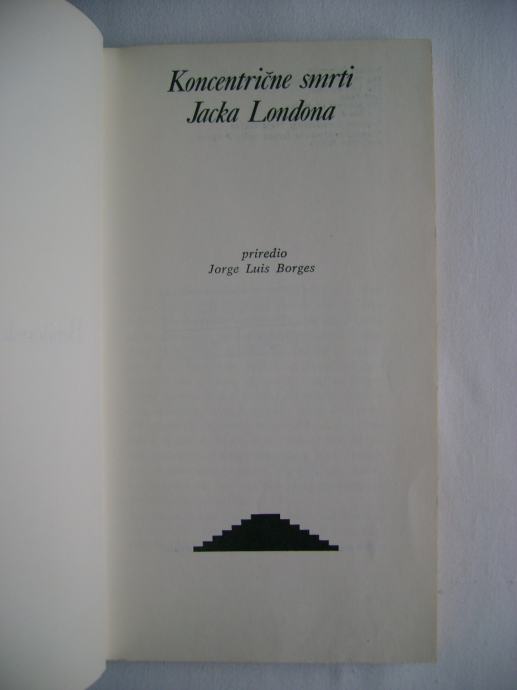 Koncentrične smrti
Jacka Londona
priredio
Jorge Luis Borges